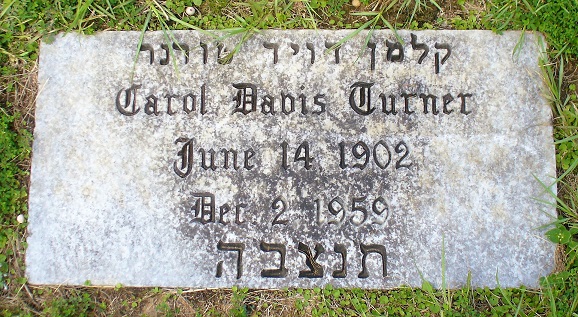 קלמן דויד טורנר
Carol Davis Turner
June 14 1902
Dec 2 1959
תנצבה